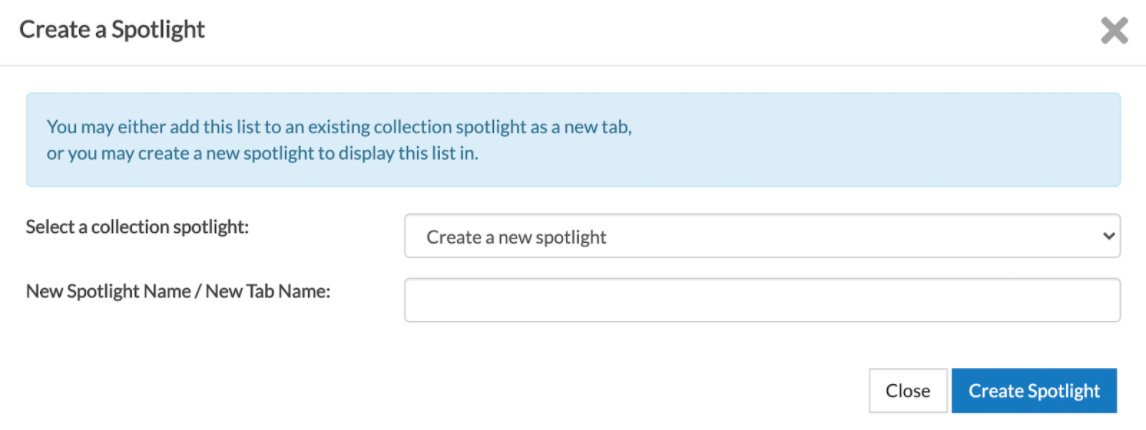 Create a Spotlight
You may either add this list to an existing collection spotlight as a new tab,
or you may create a new spotlight to display this list in.
Select a collection spotlight:
Create a new spotlight
New Spotlight Name / New Tab Name:
Close
Create Spotlight